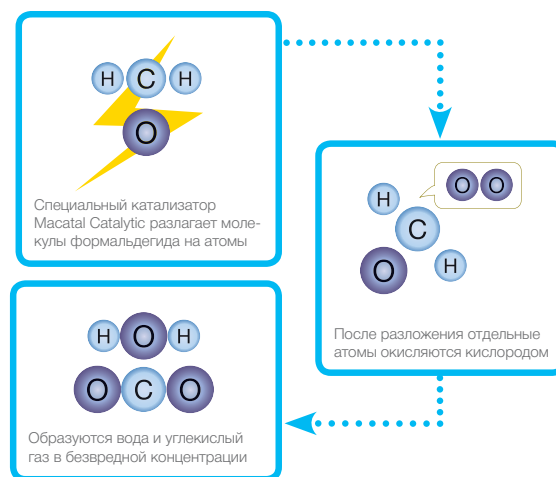 H C H
O
Специальный катализатор
Macatal Catalytic разлагает моле-
кулы формальдегида на атомы
O O
H
C
O H
После разложения отдельные
атомы окисляются кислородом
H O H
O C O
Образуются вода и углекислый
газ в безвредной концентрации